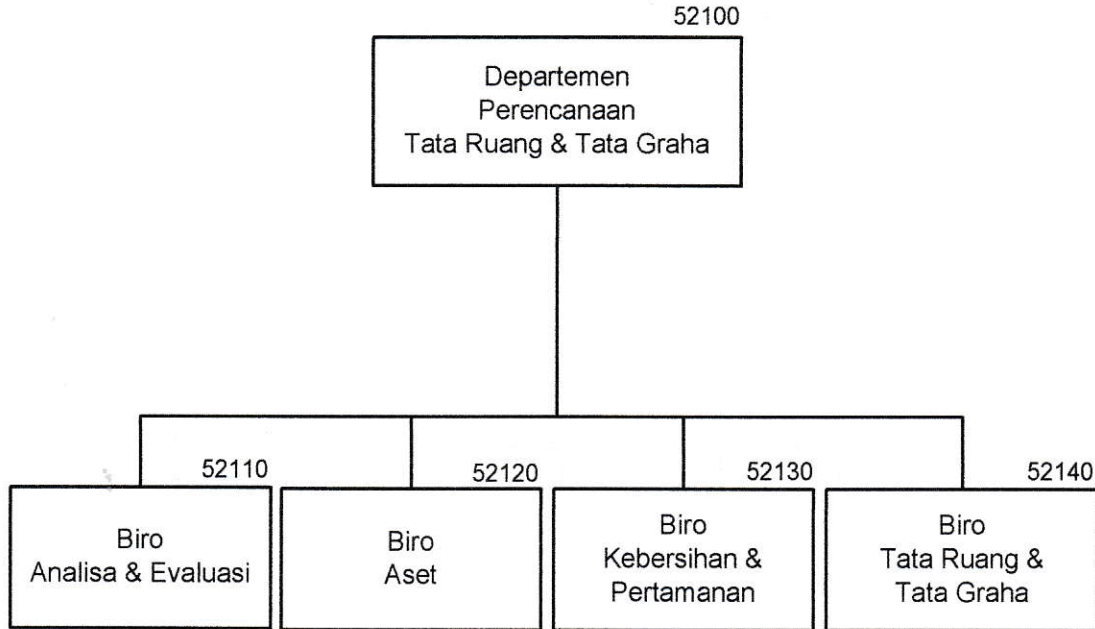 52100
Departemen
Perencanaan
Tata Ruang & Tata Graha
52110
Biro
Analisa & Evaluasi
52120
Biro
Aset
52130
Biro
Kebersihan &
Pertamanan
52140
Biro
Tata Ruang &
Tata Graha